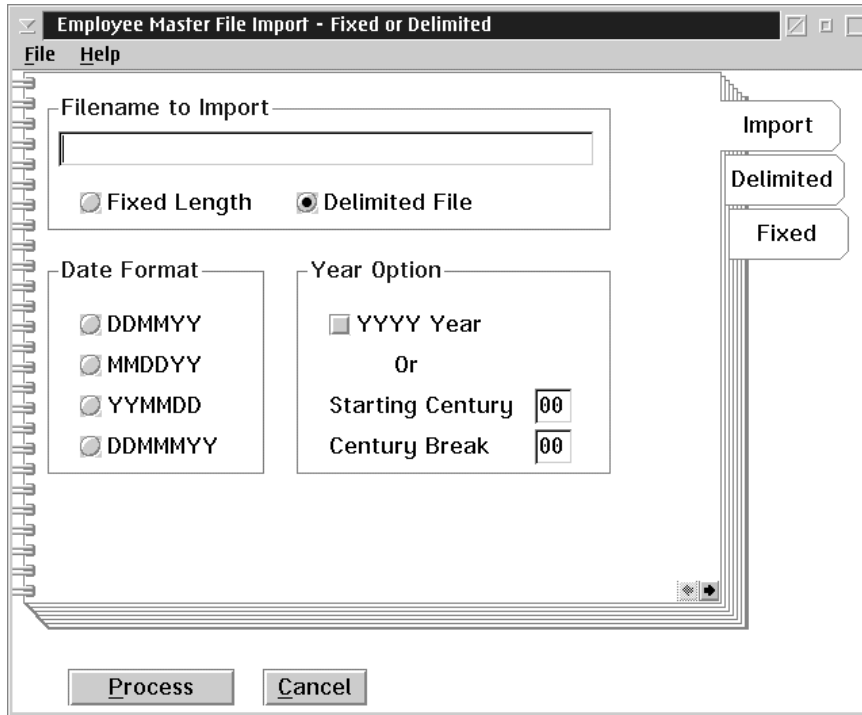 Employee Master File Import - Fixed or Delimited
File Help
Filename to Import
Import
Delimited
Fixed Length Delimited File
Fixed
Date Format Year Option
DDMMYY YYYY Year
MMDDYY Or
YYMMDD Starting Century 00
DDMMMYY Century Break 00
Process Cancel